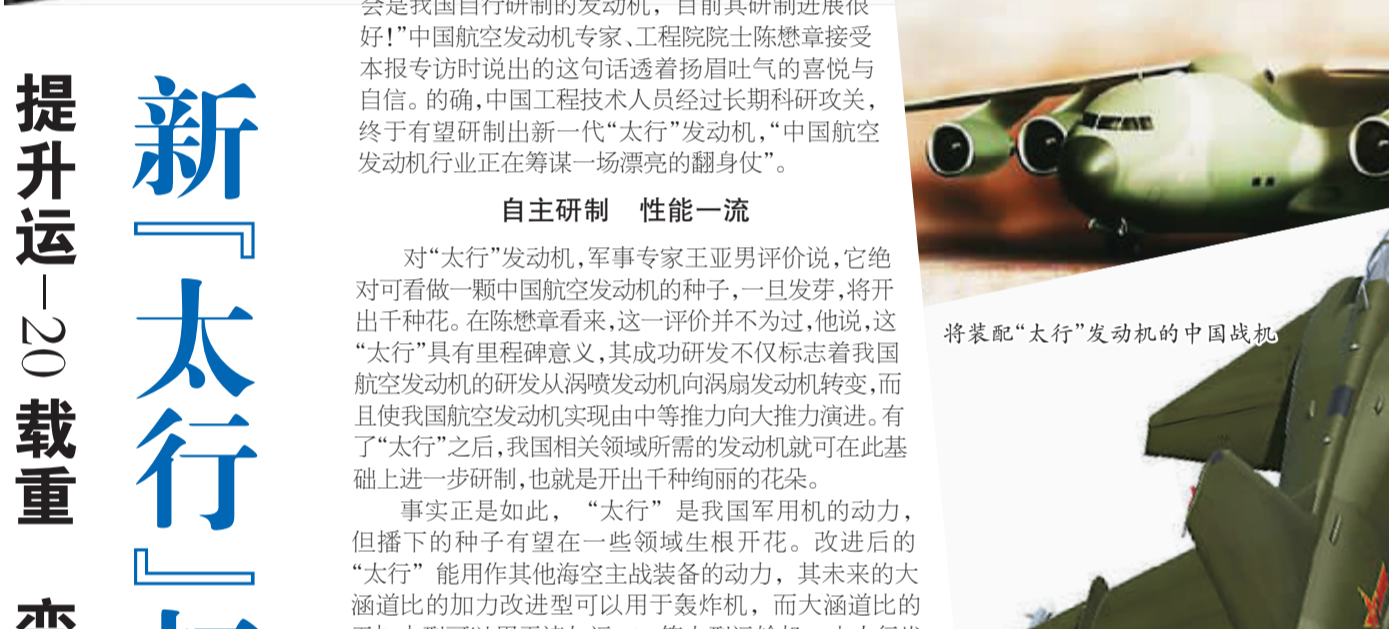 提升运—20载重
新『太行』
会是我国自行研制的发动机，目前其研制进展很
好！”中国航空发动机专家、工程院院士陈懋章接受
本报专访时说出的这句话透着扬眉吐气的喜悦与
自信。的确，中国工程技术人员经过长期科研攻关，
终于有望研制出新一代“太行”发动机，“中国航空
发动机行业正在筹谋一场漂亮的翻身仗”。
自主研制 性能一流
对“太行”发动机，军事专家王亚男评价说，它绝
对可看做一颗中国航空发动机的种子，一旦发芽，将开
出千种花。在陈懋章看来，这一评价并不为过，他说，这
“太行”具有里程碑意义，其成功研发不仅标志着我国
航空发动机的研发从涡喷发动机向涡扇发动机转变，而
且使我国航空发动机实现由中等推力向大推力演进。有
了“太行”之后，我国相关领域所需的发动机就可在此基
础上进一步研制，也就是开出千种绚丽的花朵。
事实正是如此，“太行”是我国军用机的动力，
但播下的种子有望在一些领域生根开花。改进后的
“太行”能用作其他海空主战装备的动力，其未来的大
涵道比的加力改进型可以用于轰炸机，而大涵道比的
将装配“太行”发动机的中国战机